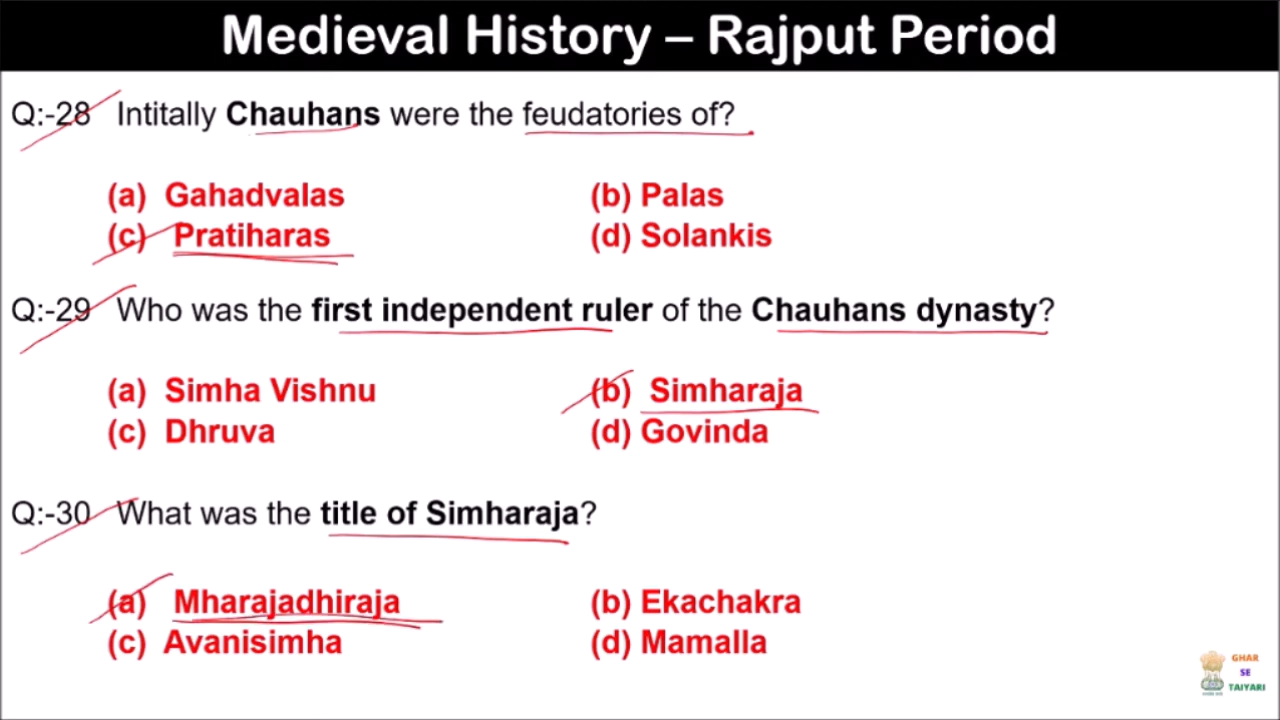 Medieval History – Rajput Period
Q:-28 Intitally Chauhans were the feudatories of?
(a) Gahadvalas (b) Palas
(c) Pratiharas (d) Solankis
Q:-29 Who was the first independent ruler of the Chauhans dynasty?
(a) Simha Vishnu (b) Simharaja
(c) Dhruva (d) Govinda
Q:-30 What was the title of Simharaja?
(a) Mharajadhiraja (b) Ekachakra
(c) Avanisimha (d) Mamalla
GHAR
SE
TAIYARI